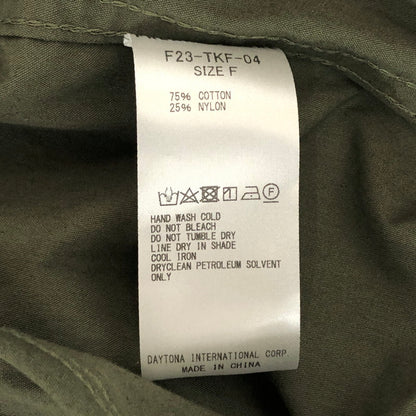 F23-TKF-04
SIZE F
75% COTTON
25% NYLON
F
HAND WASH COLD
DO NOT BLEACH
DO NOT TUMBLE DRY
LINE DRY IN SHADE
COOL IRON
DRYCLEAN PETROLEUM SOLVENT
ONLY
DAYTONA INTERNATIONAL CORP.
MADE IN CHINA